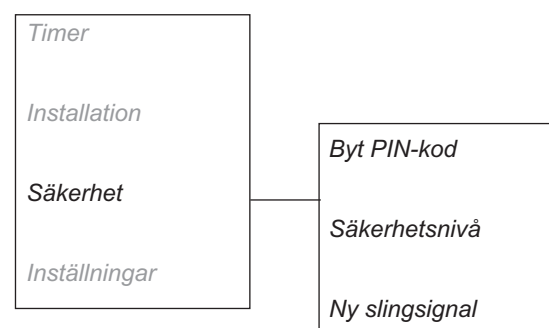 Timer
Installation
Säkerhet
Inställningar
Byt PIN-kod
Säkerhetsnivå
Ny slingsignal